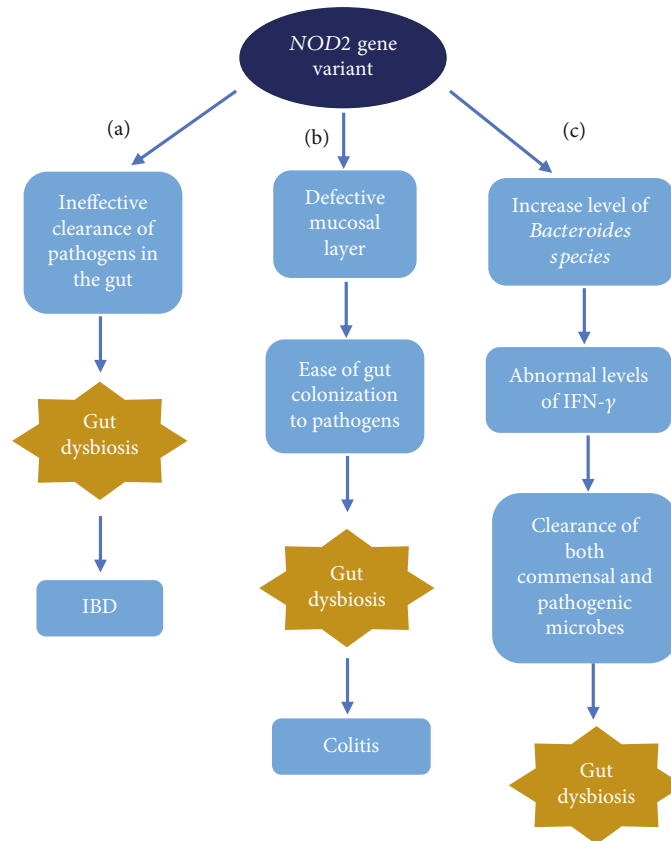 NOD2 gene
variant
(a)
(b)
(c)
Ineffective
clearance of
pathogens in
the gut
Gut
dysbiosis
IBD
Defective
mucosal
layer
Ease of gut
colonization
to pathogens
Gut
dysbiosis
Colitis
Increase level of
Bacteroides
species
Abnormal levels
of IFN-γ
Clearance of
both
commensal and
pathogenic
microbes
Gut
dysbiosis